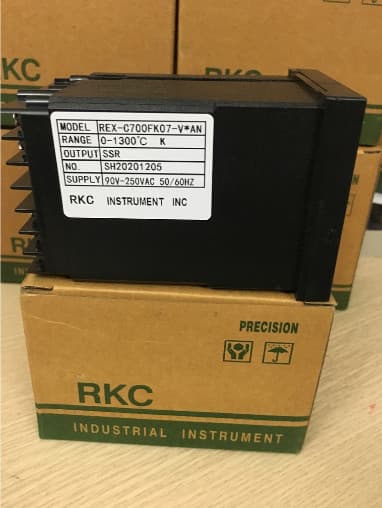 RKC
MODEL REX-C700FK07-V*AN
RANGE 0-1300℃ K
OUTPUT SSR
NO. SH20201205
SUPPLY 90V-250VAC 50/60HZ
RKC INSTRUMENT INC
PRECISION
RKC
INDUSTRIAL INSTRUMENT